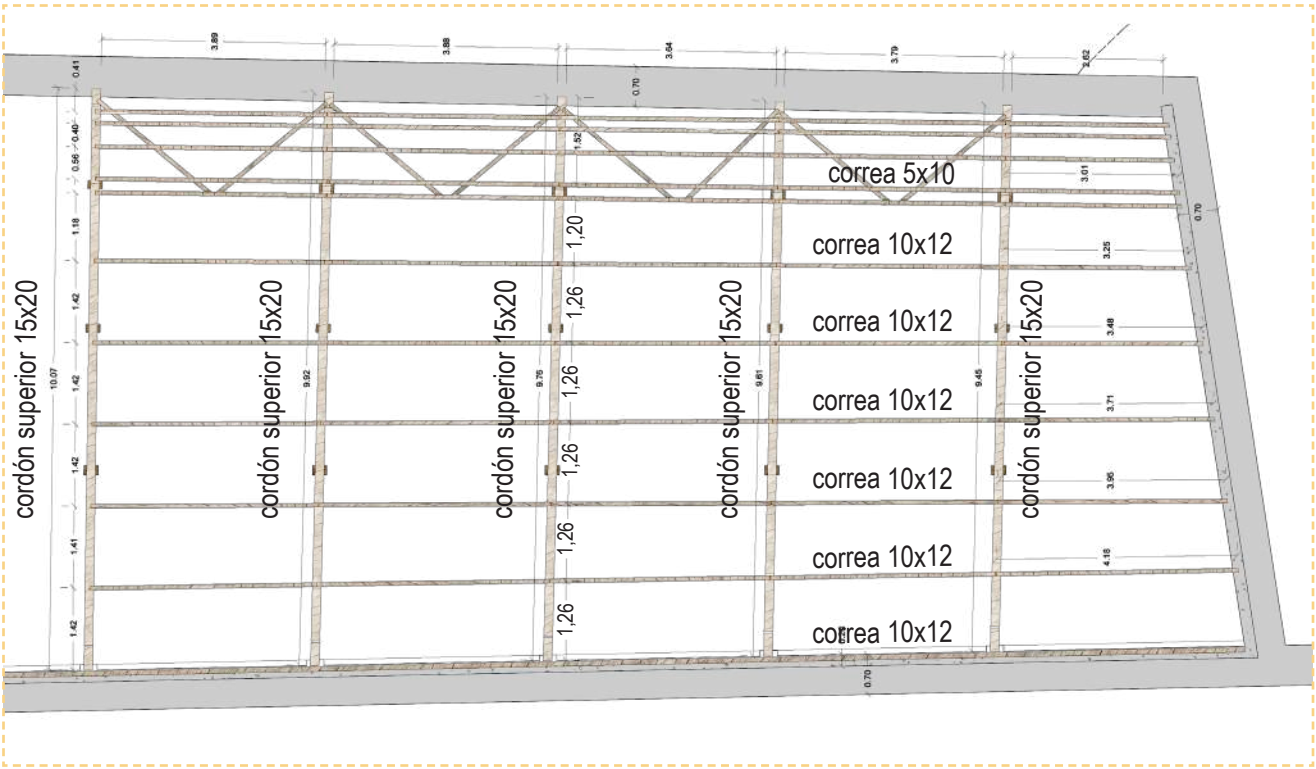 3.89
3.88
3.64
3.79
2.62
0.41
0.70
0.40
1.52
0.56
correa 5x10
3.01
0.70
1.18
1,20
correa 10x12
3.25
cordón superior 15x20
cordón superior 15x20
cordón superior 15x20
cordón superior 15x20
cordón superior 15x20
1.42
1,26
correa 10x12
3.48
10.07
9.92
9.76
9.61
9.45
1.42
1,26
correa 10x12
3.71
1.42
1,26
correa 10x12
3.95
1.41
1,26
correa 10x12
4.18
1.42
1,26
correa 10x12
0.70